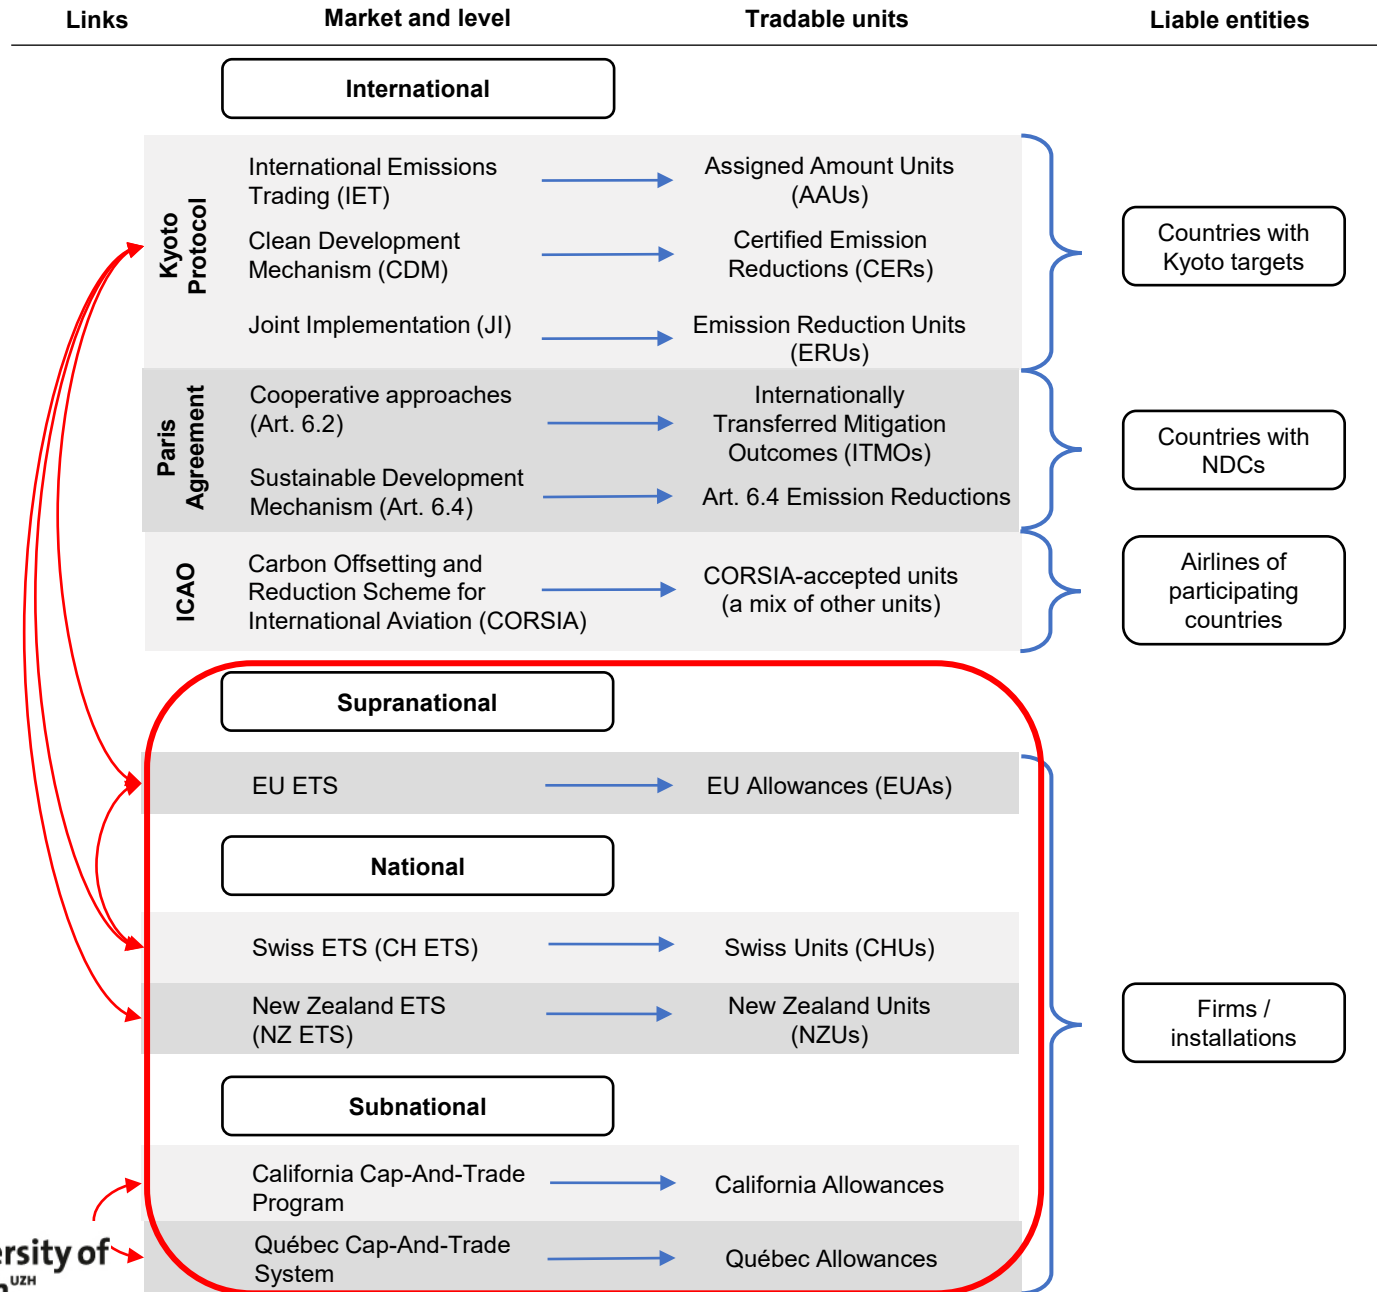 Links
Market and level
Tradable units
Liable entities
International
Kyoto
Protocol
International Emissions
Trading (IET)
Assigned Amount Units
(AAUs)
Clean Development
Mechanism (CDM)
Certified Emission
Reductions (CERs)
Joint Implementation (JI)
Emission Reduction Units
(ERUs)
Countries with
Kyoto targets
Paris
Agreement
Cooperative approaches
(Art. 6.2)
Internationally
Transferred Mitigation
Outcomes (ITMOs)
Sustainable Development
Mechanism (Art. 6.4)
Art. 6.4 Emission Reductions
Countries with
NDCs
ICAO
Carbon Offsetting and
Reduction Scheme for
International Aviation (CORSIA)
CORSIA-accepted units
(a mix of other units)
Airlines of
participating
countries
Supranational
EU ETS
EU Allowances (EUAs)
National
Swiss ETS (CH ETS)
Swiss Units (CHUs)
New Zealand ETS
(NZ ETS)
New Zealand Units
(NZUs)
Firms /
installations
Subnational
California Cap-And-Trade
Program
California Allowances
Québec Cap-And-Trade
System
Québec Allowances
ersity of
UZH